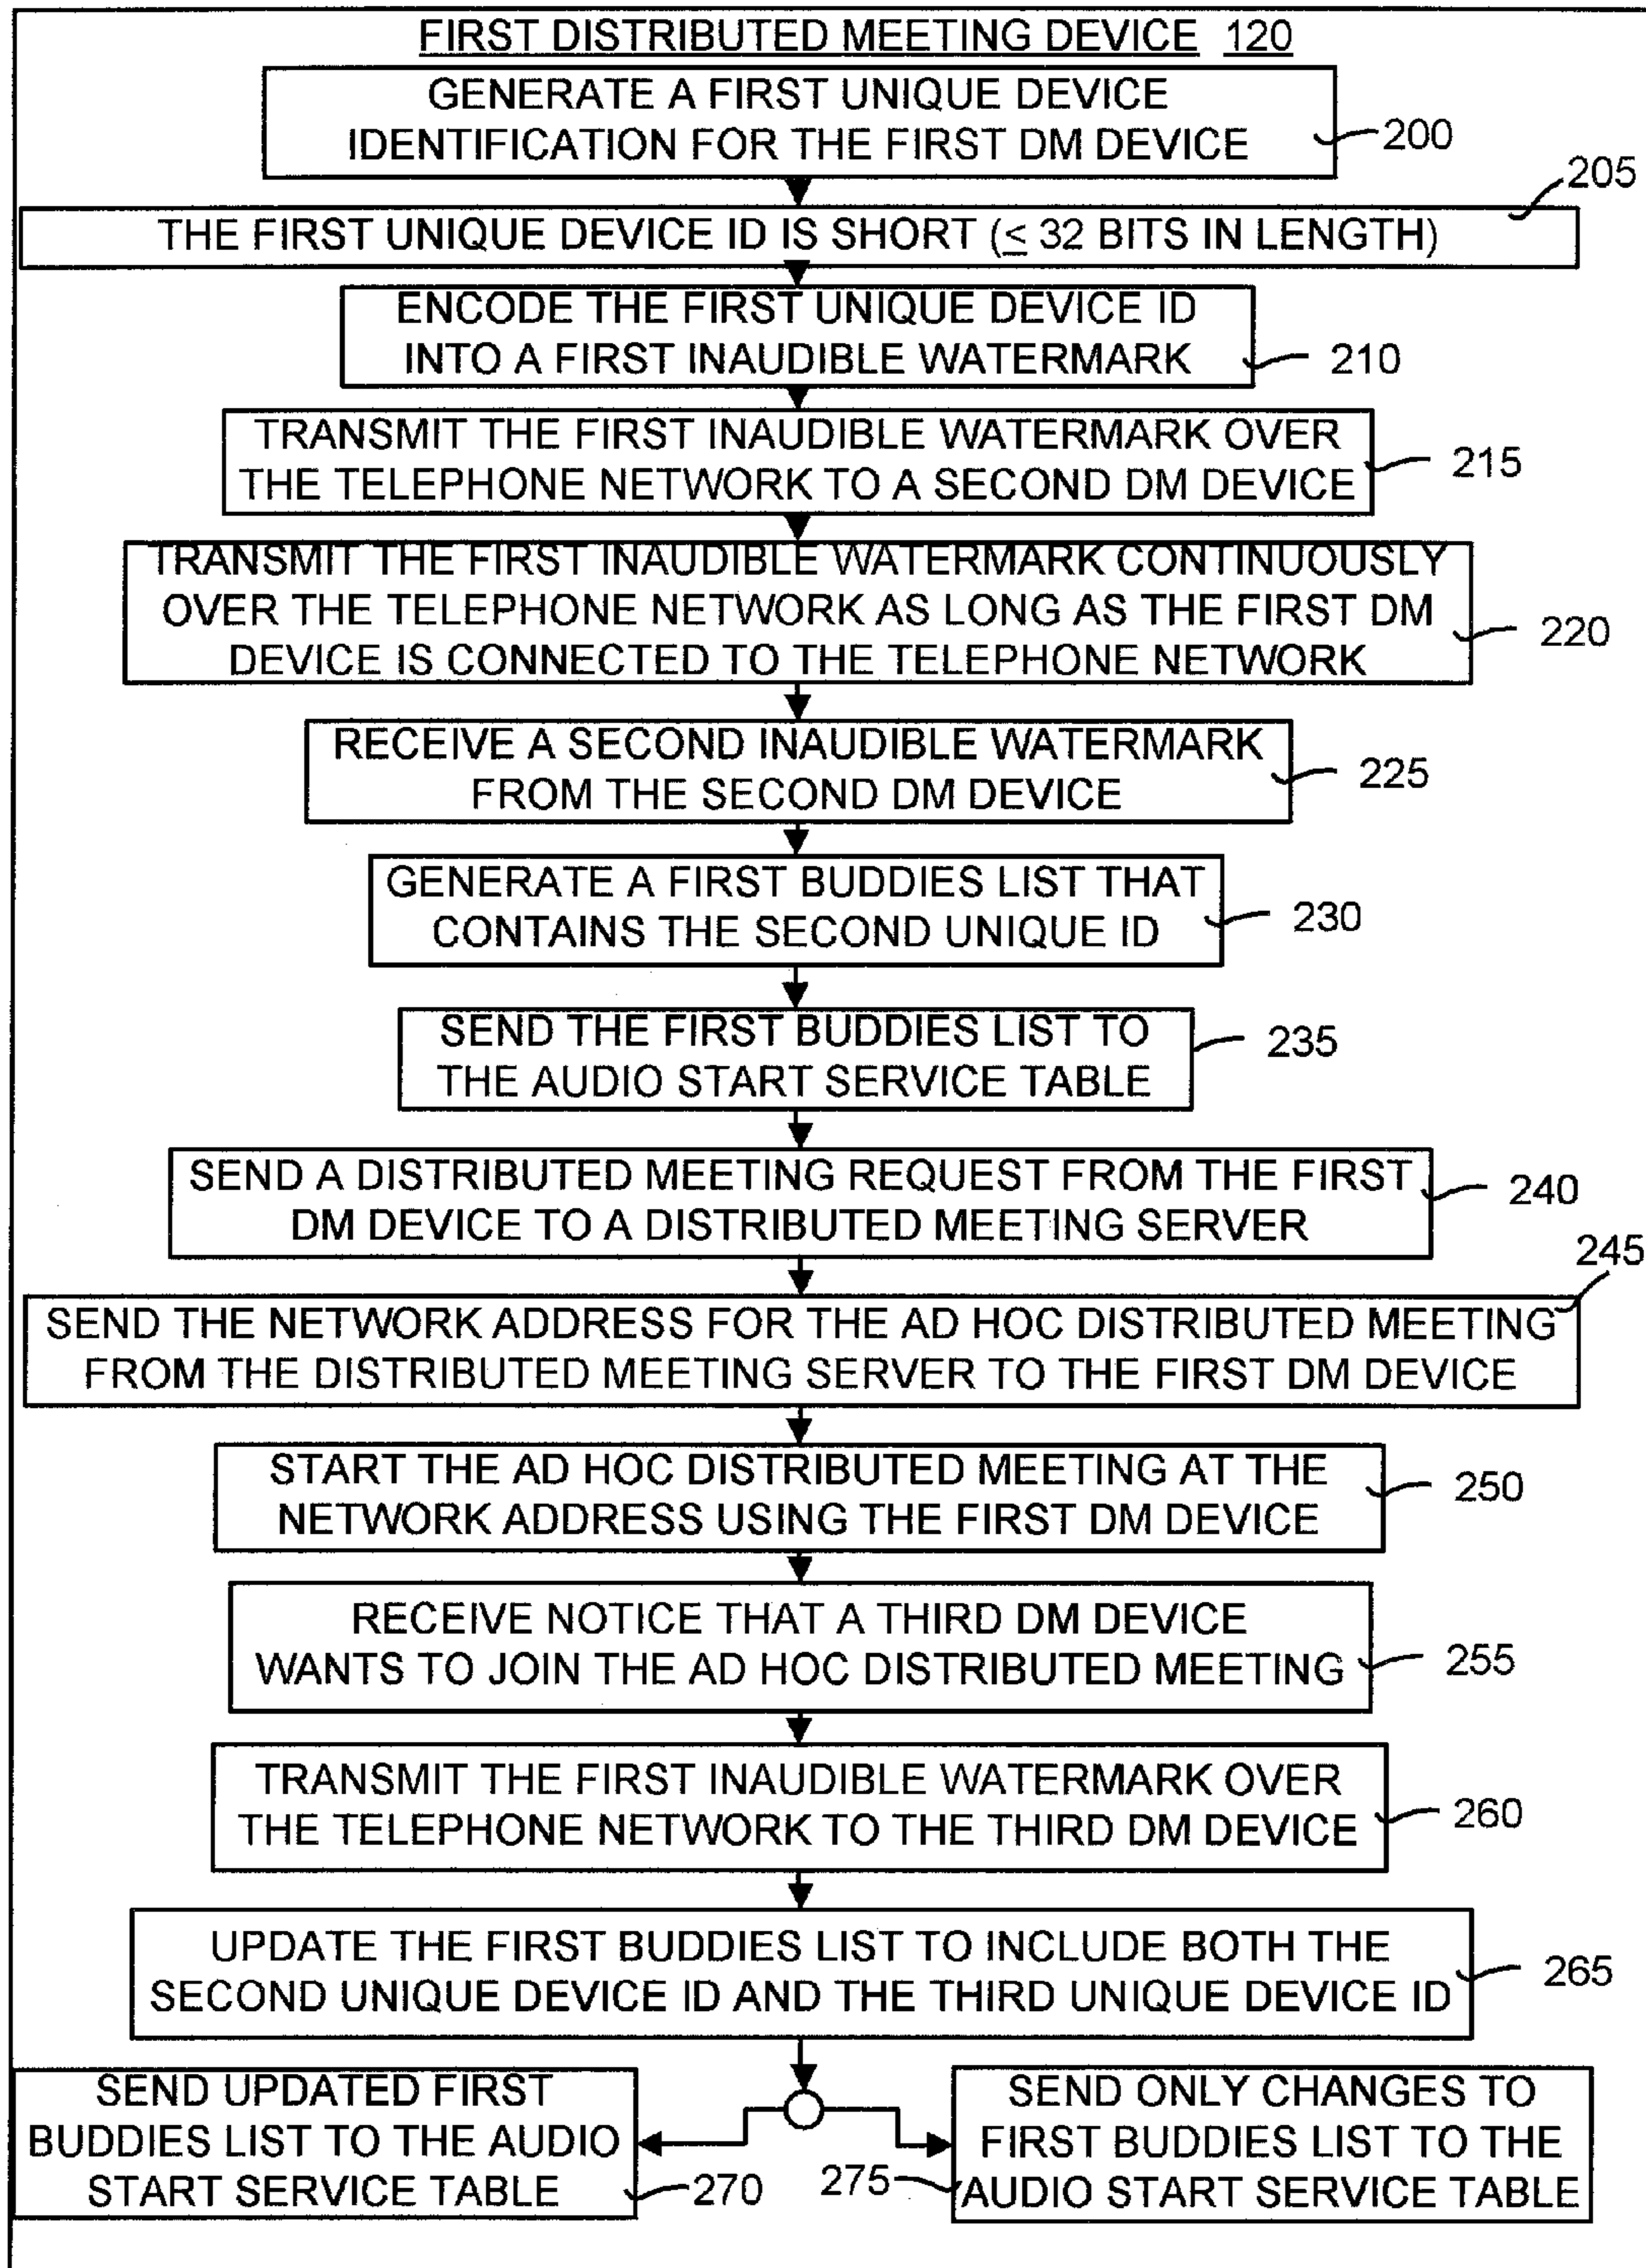 FIRST DISTRIBUTED MEETING DEVICE 120
GENERATE A FIRST UNIQUE DEVICE
IDENTIFICATION FOR THE FIRST DM DEVICE
200
205
THE FIRST UNIQUE DEVICE ID IS SHORT (≤ 32 BITS IN LENGTH)
ENCODE THE FIRST UNIQUE DEVICE ID
INTO A FIRST INAUDIBLE WATERMARK
210
TRANSMIT THE FIRST INAUDIBLE WATERMARK OVER
THE TELEPHONE NETWORK TO A SECOND DM DEVICE
215
TRANSMIT THE FIRST INAUDIBLE WATERMARK CONTINUOUSLY
OVER THE TELEPHONE NETWORK AS LONG AS THE FIRST DM
DEVICE IS CONNECTED TO THE TELEPHONE NETWORK
220
RECEIVE A SECOND INAUDIBLE WATERMARK
FROM THE SECOND DM DEVICE
225
GENERATE A FIRST BUDDIES LIST THAT
CONTAINS THE SECOND UNIQUE ID
230
SEND THE FIRST BUDDIES LIST TO
THE AUDIO START SERVICE TABLE
235
SEND A DISTRIBUTED MEETING REQUEST FROM THE FIRST
DM DEVICE TO A DISTRIBUTED MEETING SERVER
240
245
SEND THE NETWORK ADDRESS FOR THE AD HOC DISTRIBUTED MEETING
FROM THE DISTRIBUTED MEETING SERVER TO THE FIRST DM DEVICE
START THE AD HOC DISTRIBUTED MEETING AT THE
NETWORK ADDRESS USING THE FIRST DM DEVICE
250
RECEIVE NOTICE THAT A THIRD DM DEVICE
WANTS TO JOIN THE AD HOC DISTRIBUTED MEETING
255
TRANSMIT THE FIRST INAUDIBLE WATERMARK OVER
THE TELEPHONE NETWORK TO THE THIRD DM DEVICE
260
UPDATE THE FIRST BUDDIES LIST TO INCLUDE BOTH THE
SECOND UNIQUE DEVICE ID AND THE THIRD UNIQUE DEVICE ID
265
SEND UPDATED FIRST
BUDDIES LIST TO THE AUDIO
START SERVICE TABLE
270
SEND ONLY CHANGES TO
FIRST BUDDIES LIST TO THE
AUDIO START SERVICE TABLE
275